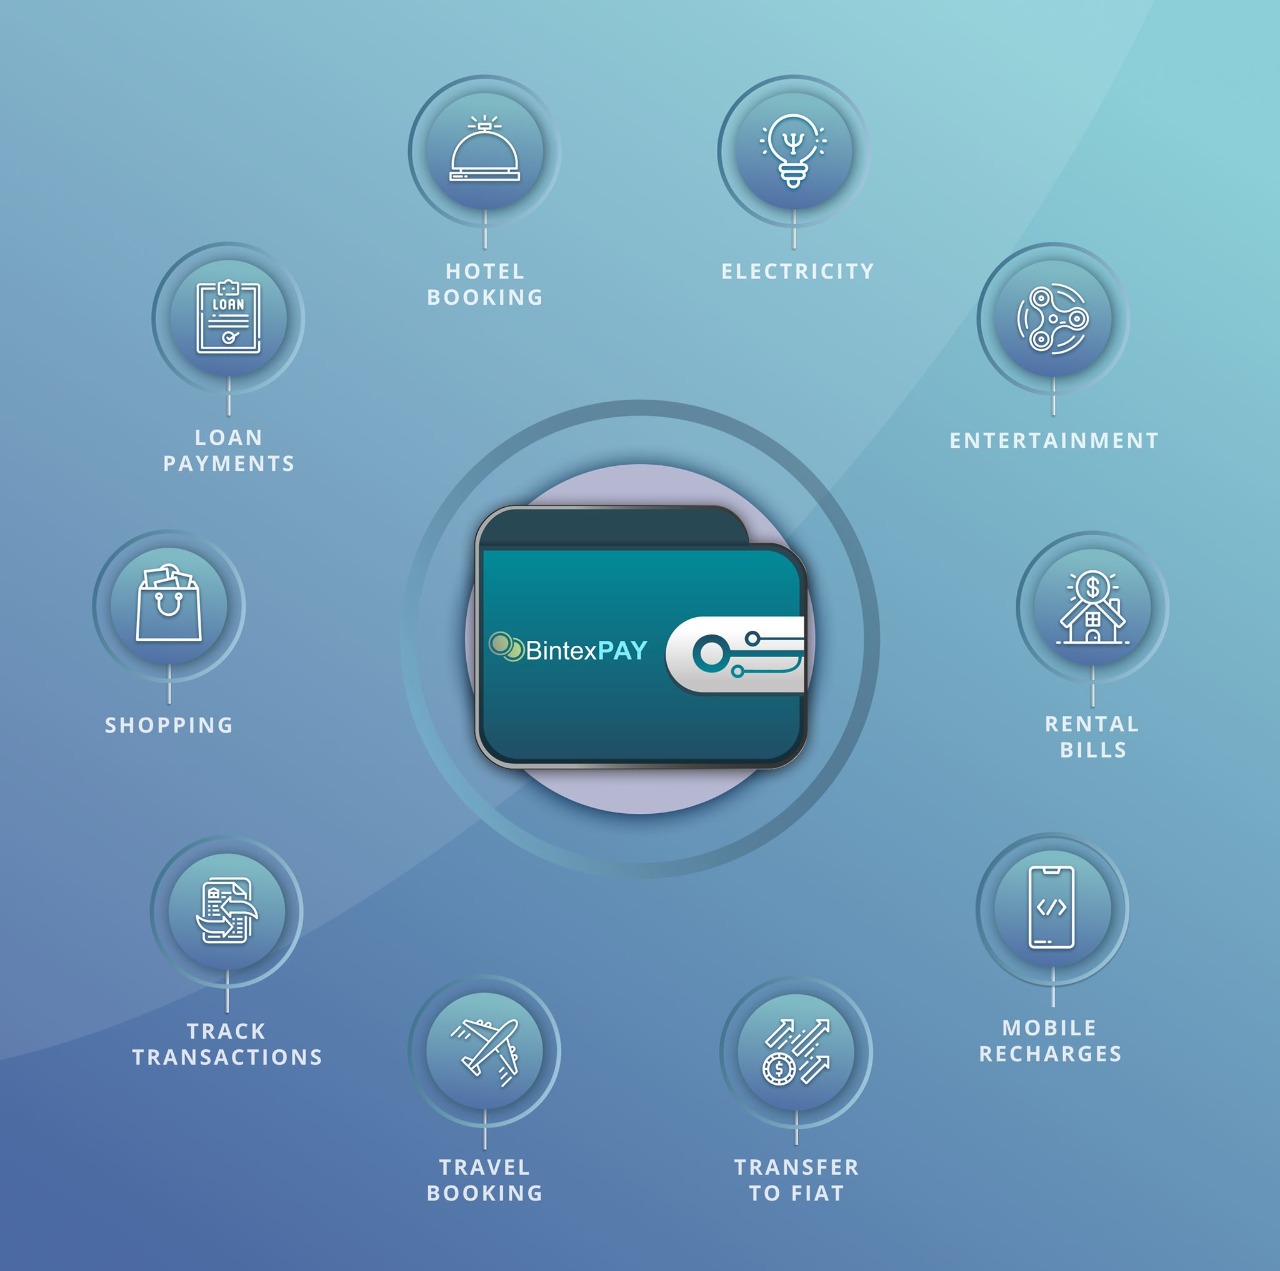 HOTEL
BOOKING
ELECTRICITY
LOAN
LOAN
PAYMENTS
ENTERTAINMENT
BintexPAY
SHOPPING
$
RENTAL
BILLS
TRACK
TRANSACTIONS
</>
MOBILE
RECHARGES
TRAVEL
BOOKING
$
TRANSFER
TO FIAT